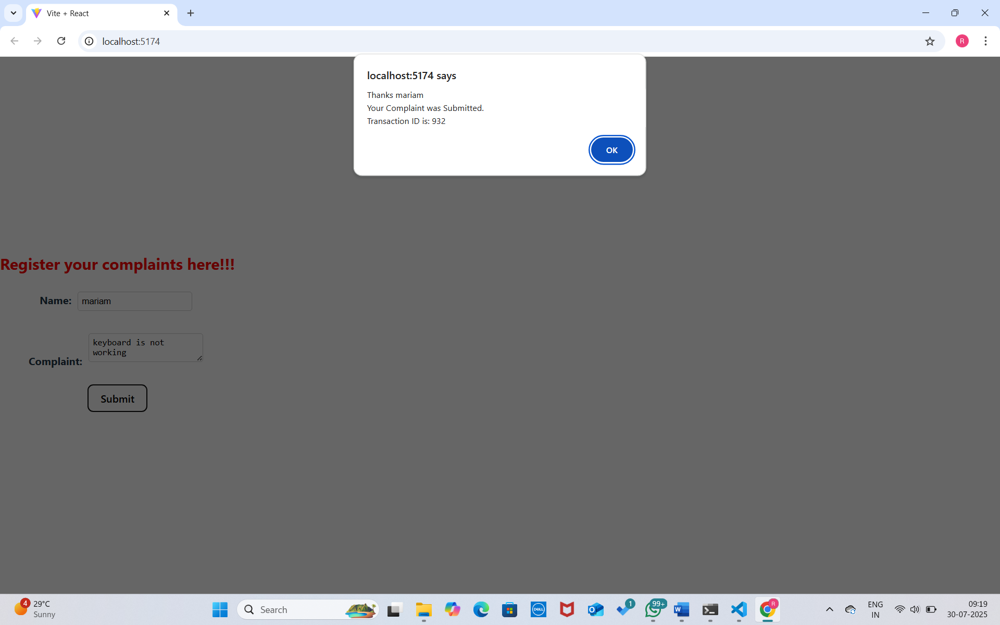 Vite + React
localhost:5174
R
localhost:5174 says
Thanks mariam
Your Complaint was Submitted.
Transaction ID is: 932
OK
Register your complaints here!!!
Name: mariam
keyboard is not
working
Complaint:
Submit
4
29°C
Sunny
Search
DELL
1
99+
R
ENG
IN
09:19
30-07-2025